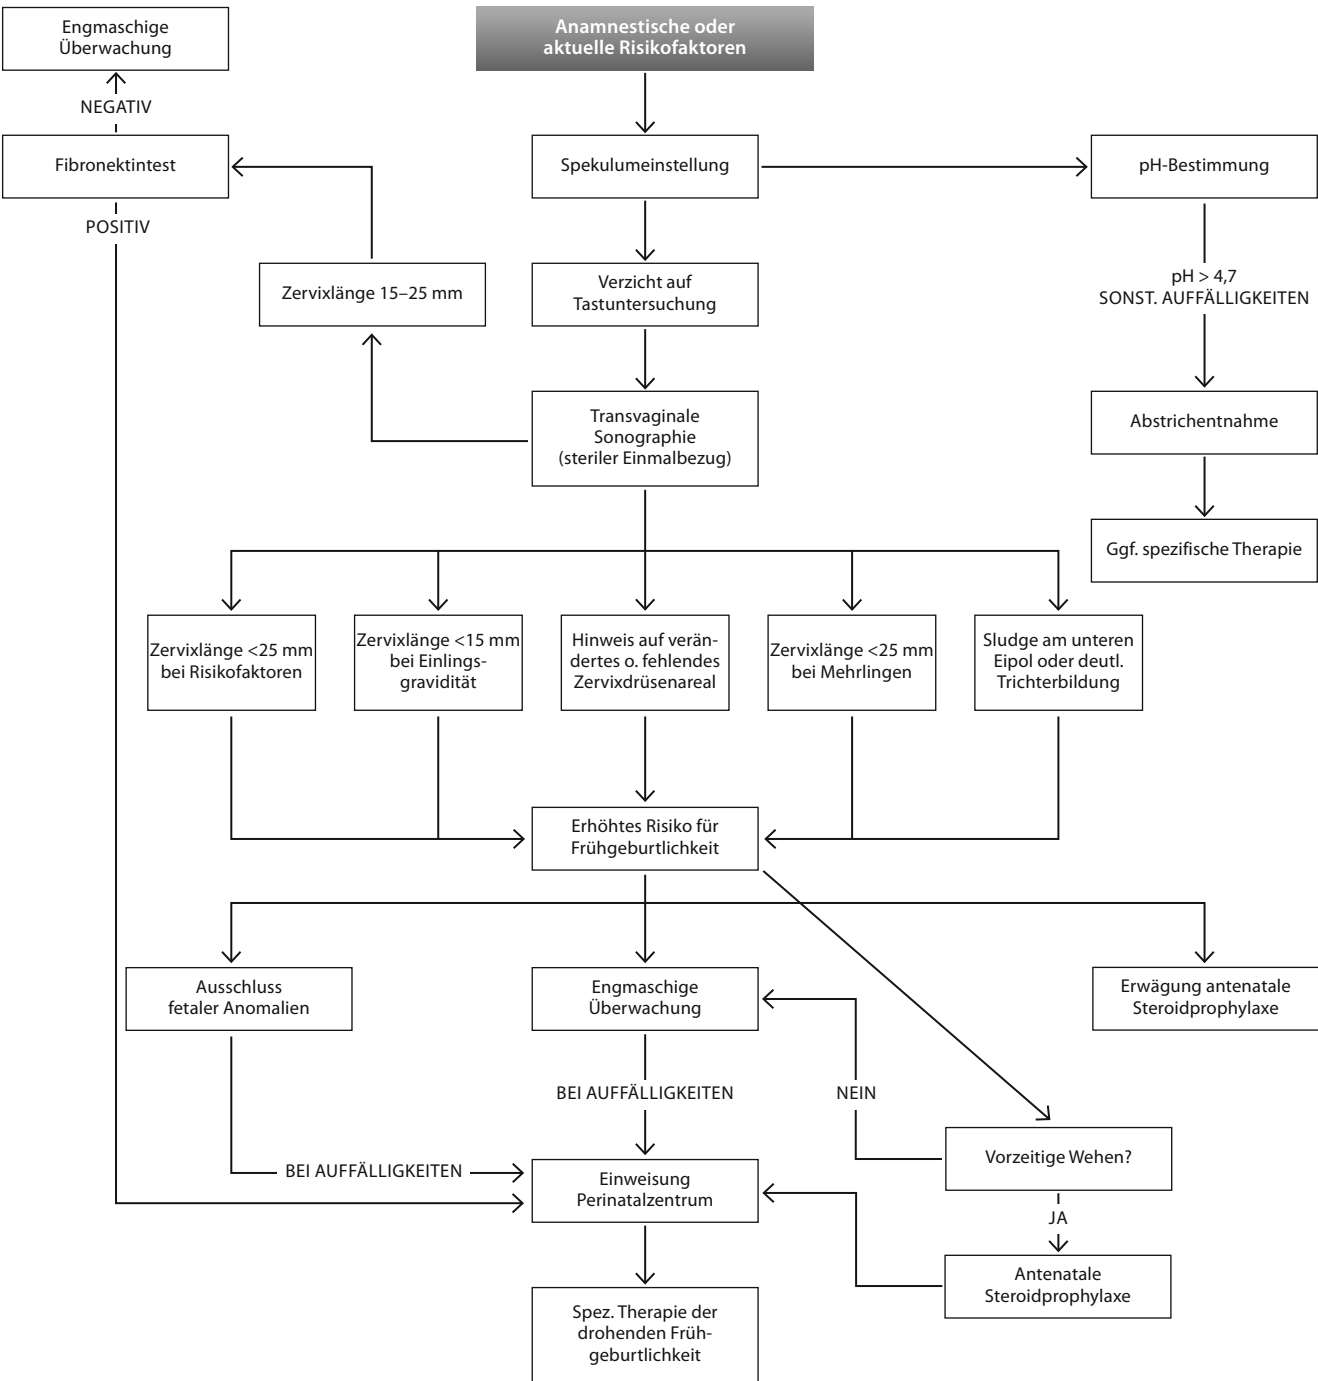 Engmaschige
Überwachung
Anamnestische oder
aktuelle Risikofaktoren
NEGATIV
Fibronektintest
Spekulumeinstellung
pH-Bestimmung
POSITIV
Zervixlänge 15–25 mm
Verzicht auf
Tastuntersuchung
pH > 4,7
SONST. AUFFÄLLIGKEITEN
Transvaginale
Sonographie
(steriler Einmalbezug)
Abstrichentnahme
Ggf. spezifische Therapie
Zervixlänge <25 mm
bei Risikofaktoren
Zervixlänge <15 mm
bei Einlings-
gravidität
Hinweis auf verän-
dertes o. fehlendes
Zervixdrüsenareal
Zervixlänge <25 mm
bei Mehrlingen
Sludge am unteren
Eipol oder deutl.
Trichterbildung
Erhöhtes Risiko für
Frühgeburtlichkeit
Ausschluss
fetaler Anomalien
Engmaschige
Überwachung
Erwägung antenatale
Steroidprophylaxe
BEI AUFFÄLLIGKEITEN
NEIN
Vorzeitige Wehen?
BEI AUFFÄLLIGKEITEN
Einweisung
Perinatalzentrum
JA
Antenatale
Steroidprophylaxe
Spez. Therapie der
drohenden Früh-
geburtlichkeit